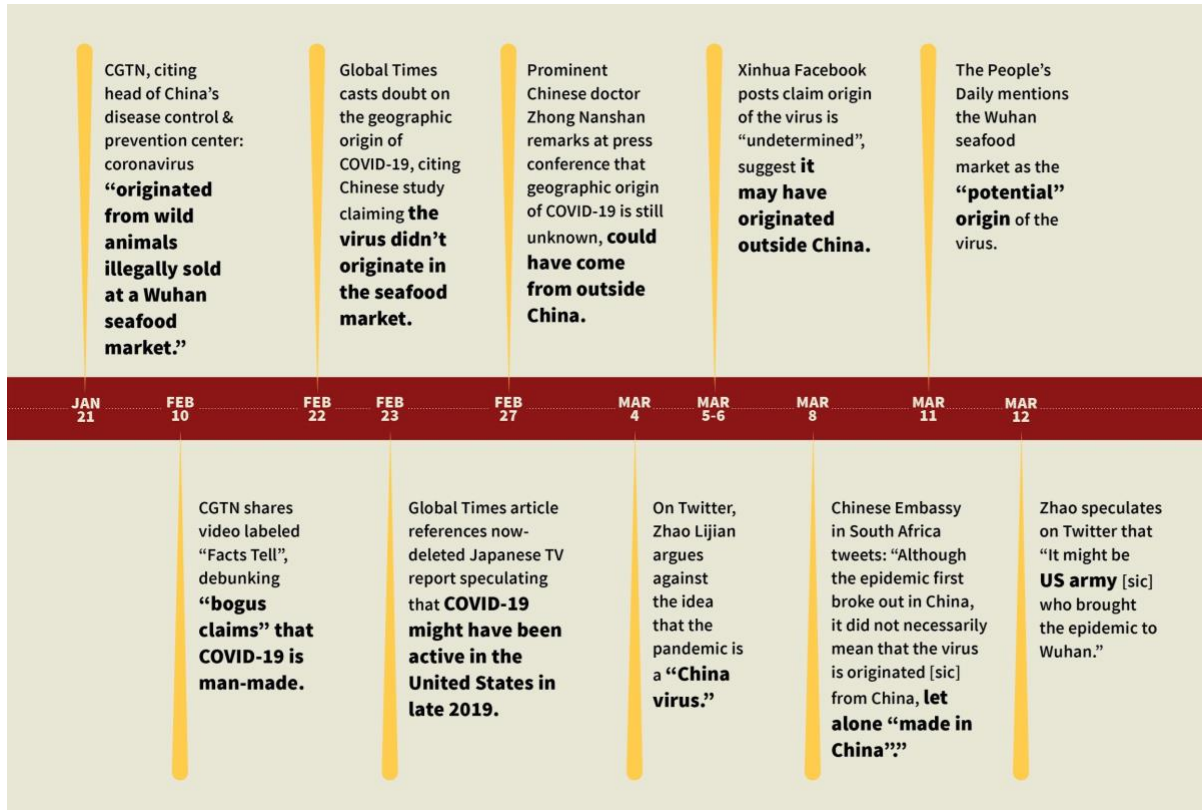 CGTN, citing
head of China’s
disease control &
prevention center:
coronavirus
“originated
from wild
animals
illegally sold
at a Wuhan
seafood
market.”
Global Times
casts doubt on
the geographic
origin of
COVID-19, citing
Chinese study
claiming the
virus didn’t
originate in
the seafood
market.
Prominent
Chinese doctor
Zhong Nanshan
remarks at press
conference that
geographic origin
of COVID-19 is still
unknown, could
have come
from outside
China.
Xinhua Facebook
posts claim origin
of the virus is
“undetermined”,
suggest it
may have
originated
outside China.
The People’s
Daily mentions
the Wuhan
seafood
market as the
“potential”
origin of the
virus.
JAN
21
FEB
10
FEB
22
FEB
23
FEB
27
MAR
4
MAR
5-6
MAR
8
MAR
11
MAR
12
CGTN shares
video labeled
“Facts Tell”,
debunking
“bogus
claims” that
COVID-19 is
man-made.
Global Times article
references now-
deleted Japanese TV
report speculating
that COVID-19
might have been
active in the
United States in
late 2019.
On Twitter,
Zhao Lijian
argues
against
the idea
that the
pandemic is
a “China
virus.”
Chinese Embassy
in South Africa
tweets: “Although
the epidemic first
broke out in China,
it did not necessarily
mean that the virus
is originated [sic]
from China, let
alone “made in
China”.”
Zhao speculates
on Twitter that
“It might be
US army [sic]
who brought
the epidemic to
Wuhan.”